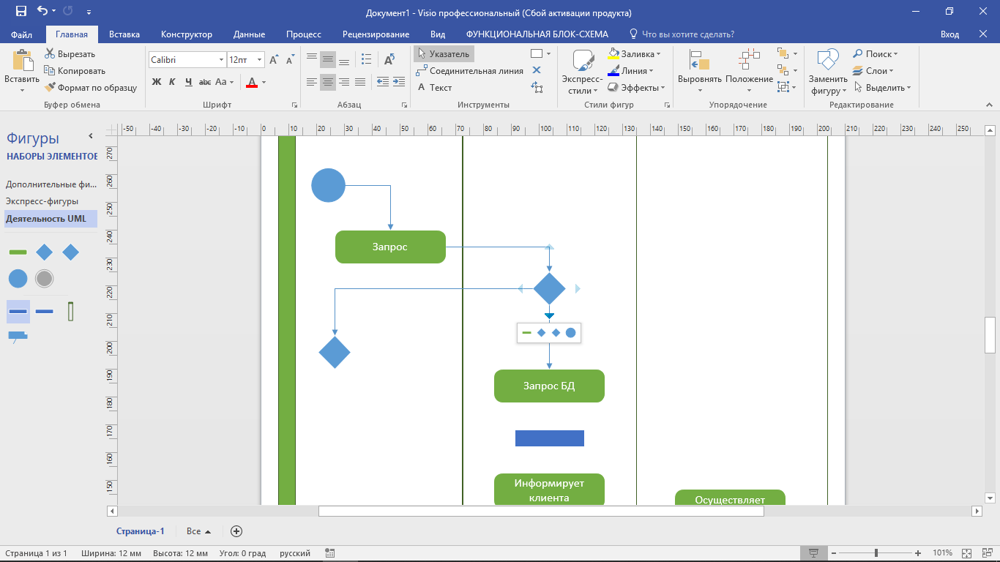 Документ1 - Visio профессиональный (Сбой активации продукта)
Файл Главная Вставка Конструктор Данные Процесс Рецензирование Вид ФУНКЦИОНАЛЬНАЯ БЛОК-СХЕМА Что вы хотите сделать? Вход
Вставить
Вырезать
Копировать
Формат по образцу
Буфер обмена
Calibri 12пт
Ж К Ч abc Aa А
Шрифт
Абзац
Указатель
Соединительная линия
Текст
Инструменты
Экспресс-
стили
Заливка
Линия
Эффекты
Стили фигур
Выровнять Положение
Упорядочение
Заменить
фигуру
Поиск
Слои
Выделить
Редактирование
Фигуры
НАБОРЫ ЭЛЕМЕНТОВ
Дополнительные фи...
Экспресс-фигуры
Деятельность UML
-50 -40 -30 -20 -10 0 10 20 30 40 50 60 70 80 90 100 110 120 130 140 150 160 170 180 190 200 210 220 230 240 250
270
260
250
240
230
220
210
200
190
180
170
160
150
Запрос
Запрос БД
Информирует
клиента
Осуществляет
Страница-1 Все
Страница 1 из 1 Ширина: 12 мм Высота: 12 мм Угол: 0 град русский 101%